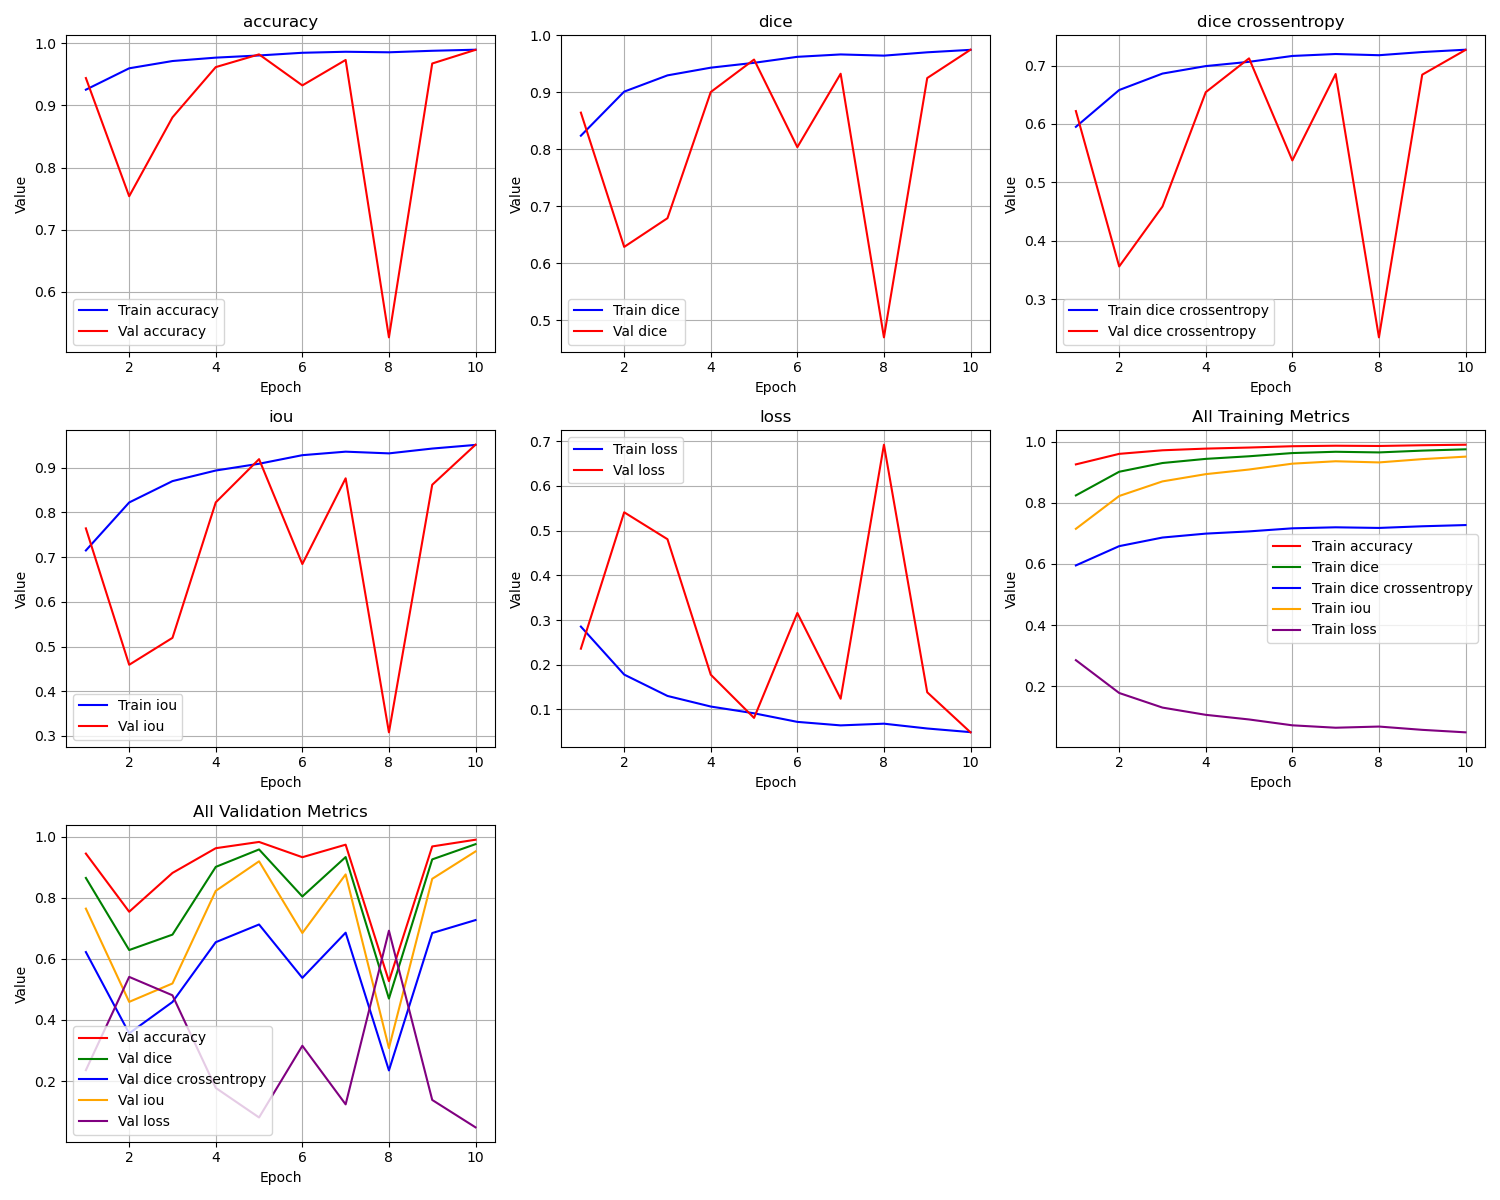 accuracy
Value
1.0
0.9
0.8
0.7
0.6
Train accuracy
Val accuracy
2
4
6
8
10
Epoch
dice
Value
1.0
0.9
0.8
0.7
0.6
0.5
Train dice
Val dice
2
4
6
8
10
Epoch
dice crossentropy
Value
0.7
0.6
0.5
0.4
0.3
Train dice crossentropy
Val dice crossentropy
2
4
6
8
10
Epoch
iou
Value
0.9
0.8
0.7
0.6
0.5
0.4
0.3
Train iou
Val iou
2
4
6
8
10
Epoch
loss
Value
0.7
0.6
0.5
0.4
0.3
0.2
0.1
Train loss
Val loss
2
4
6
8
10
Epoch
All Training Metrics
Value
1.0
0.8
0.6
0.4
0.2
Train accuracy
Train dice
Train dice crossentropy
Train iou
Train loss
2
4
6
8
10
Epoch
All Validation Metrics
Value
1.0
0.8
0.6
0.4
0.2
Val accuracy
Val dice
Val dice crossentropy
Val iou
Val loss
2
4
6
8
10
Epoch